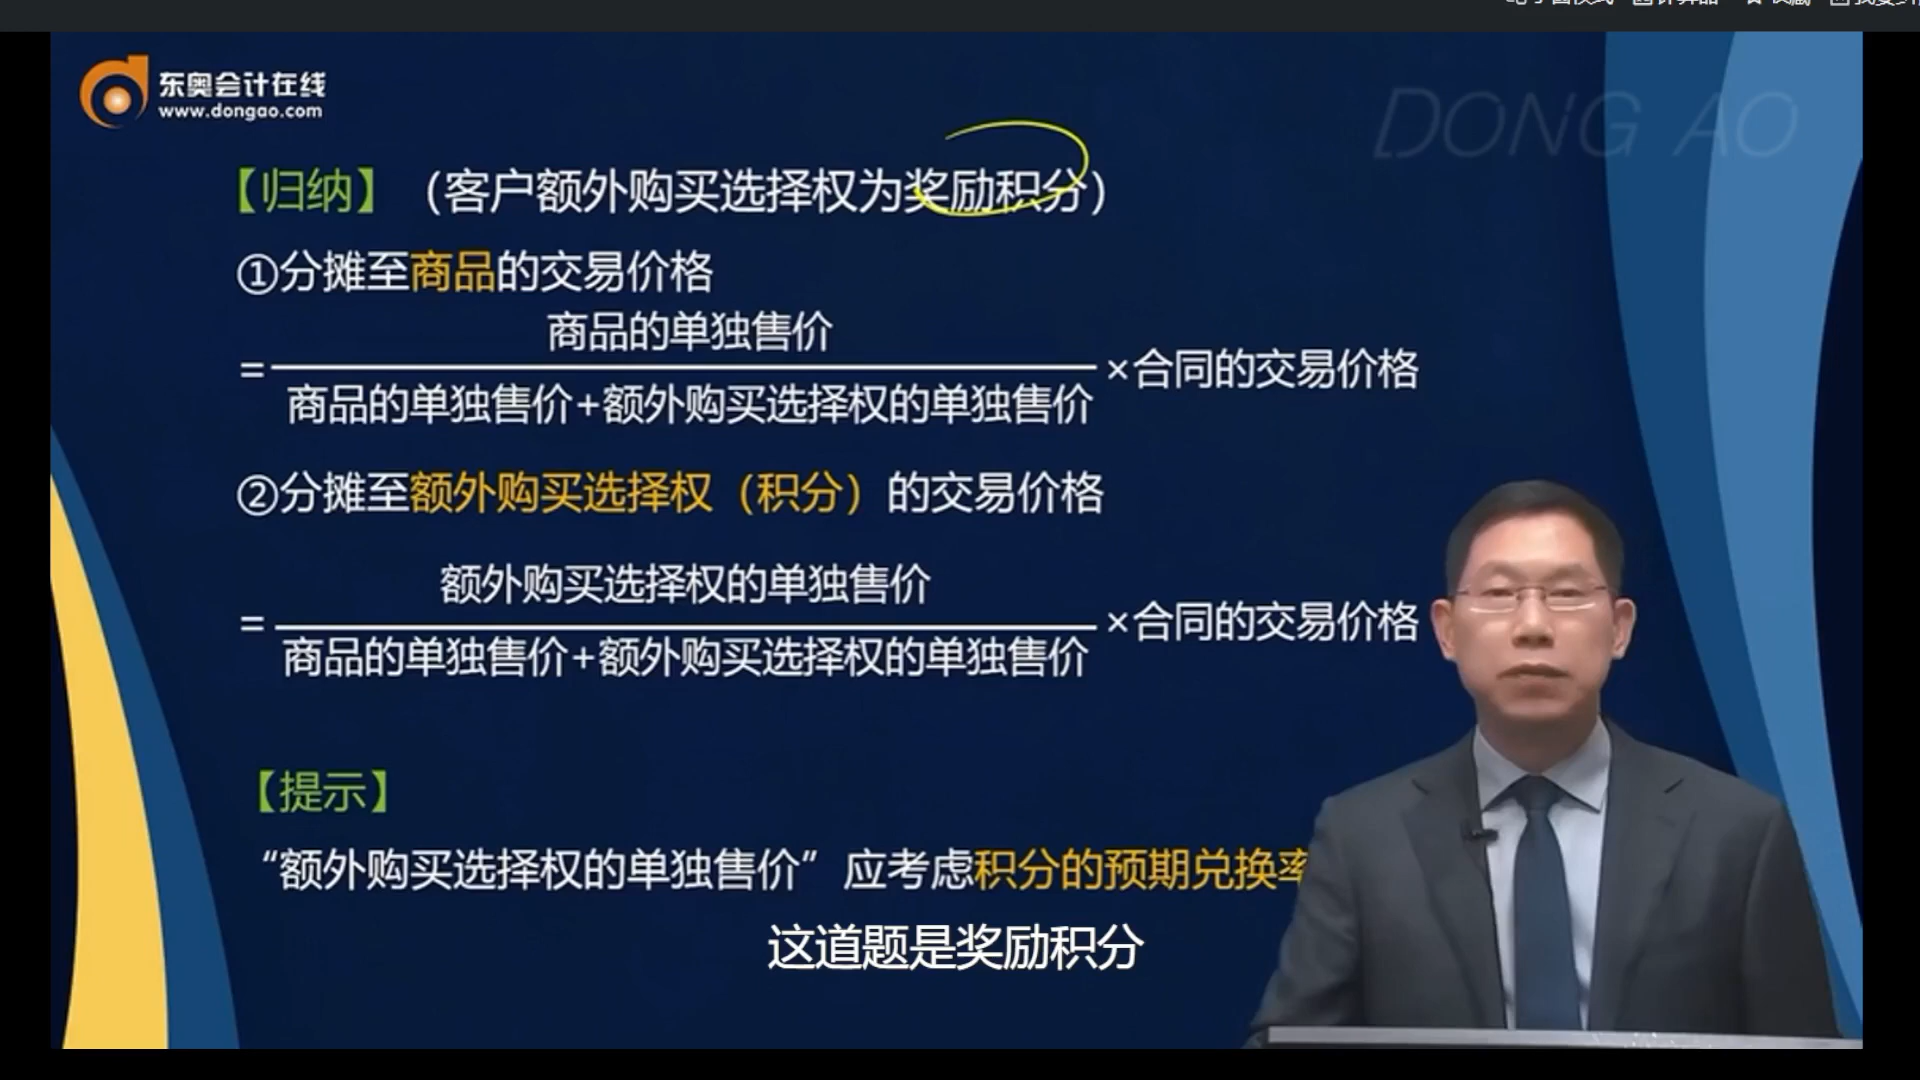 东奥会计在线
www.dongao.com
DONG AO
【归纳】（客户额外购买选择权为奖励积分）
①分摊至商品的交易价格
商品的单独售价
= ×合同的交易价格
商品的单独售价+额外购买选择权的单独售价
②分摊至额外购买选择权（积分）的交易价格
额外购买选择权的单独售价
= ×合同的交易价格
商品的单独售价+额外购买选择权的单独售价
【提示】
“额外购买选择权的单独售价”应考虑积分的预期兑换率
这道题是奖励积分